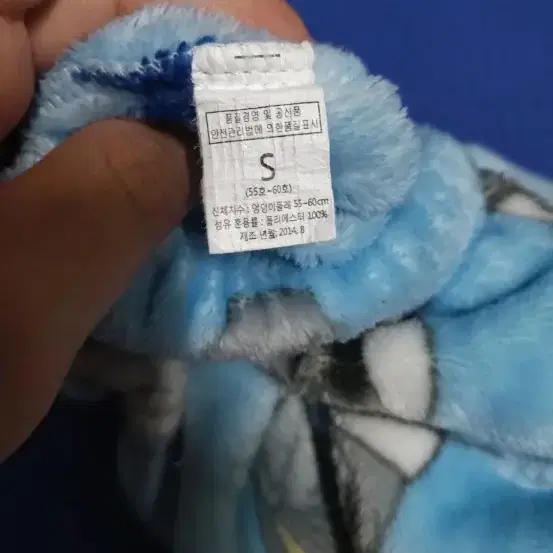 품질경영 및 공산품
안전관리법에 의한품질표시
S
(55호~60호)
신체치수 : 엉덩이둘레 55~60cm
섬유 혼용률 : 폴리에스터 100%
제조 년월 : 2014, 8